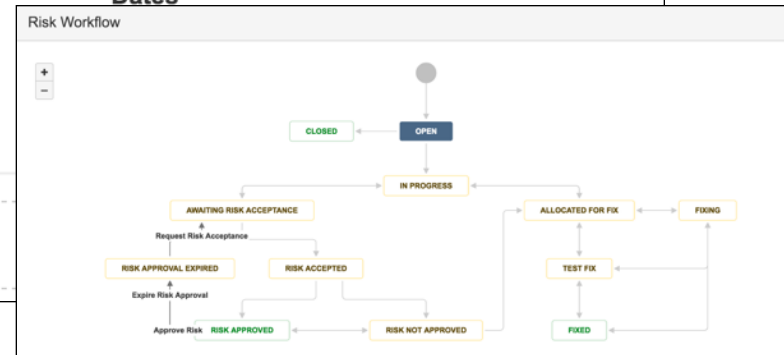 Dates
Risk Workflow
+
−
CLOSED
OPEN
IN PROGRESS
AWAITING RISK ACCEPTANCE
ALLOCATED FOR FIX
FIXING
Request Risk Acceptance
RISK APPROVAL EXPIRED
RISK ACCEPTED
TEST FIX
Expire Risk Approval
Approve Risk
RISK APPROVED
RISK NOT APPROVED
FIXED